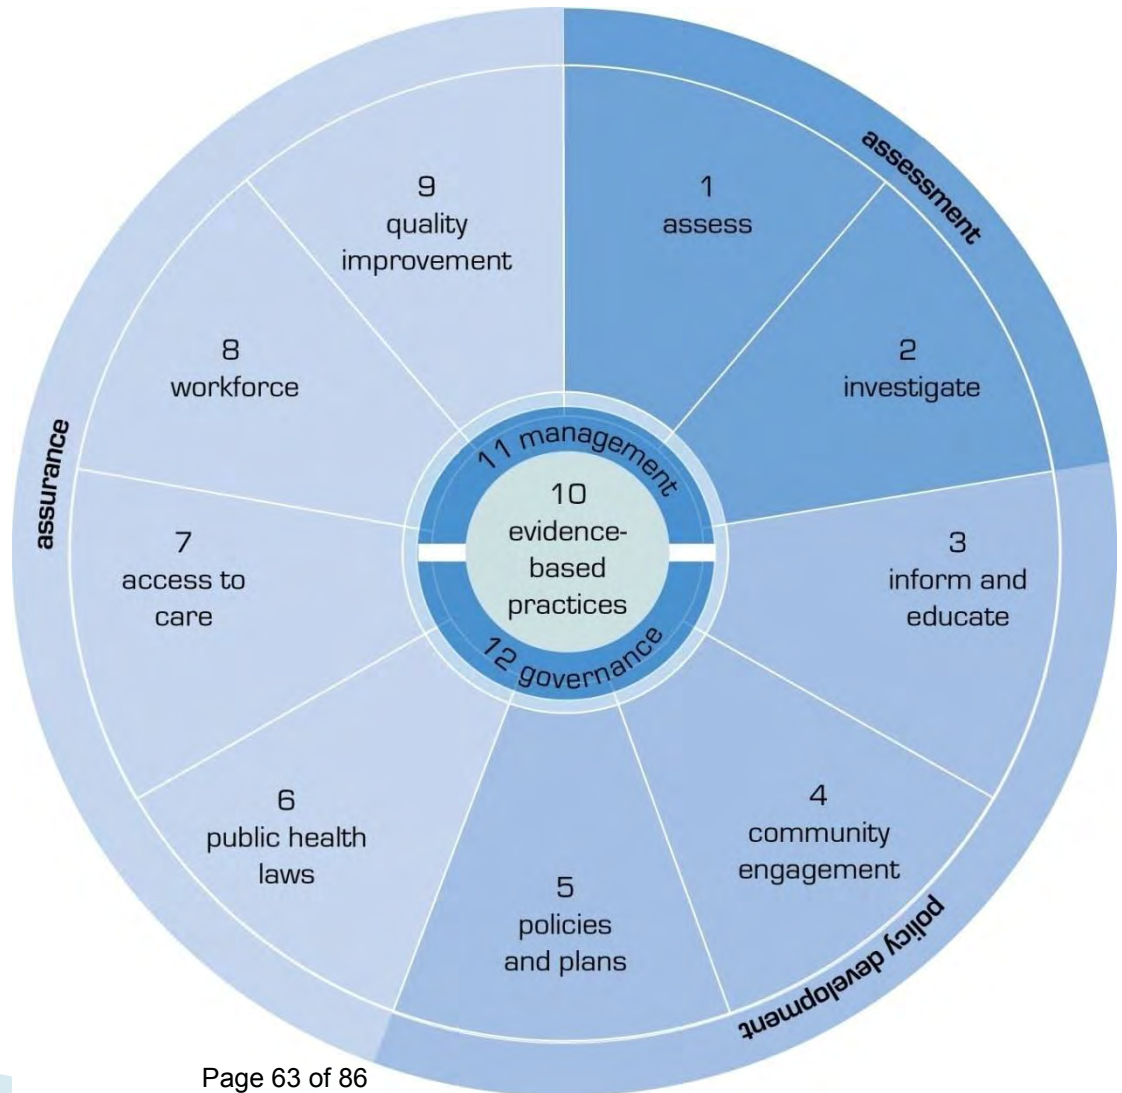 assessment
1
assess
2
investigate
3
inform and
educate
4
community
engagement
policy development
5
policies
and plans
6
public health
laws
7
access to
care
assurance
8
workforce
9
quality
improvement
11 management
10
evidence-
based
practices
12 governance
Page 63 of 86